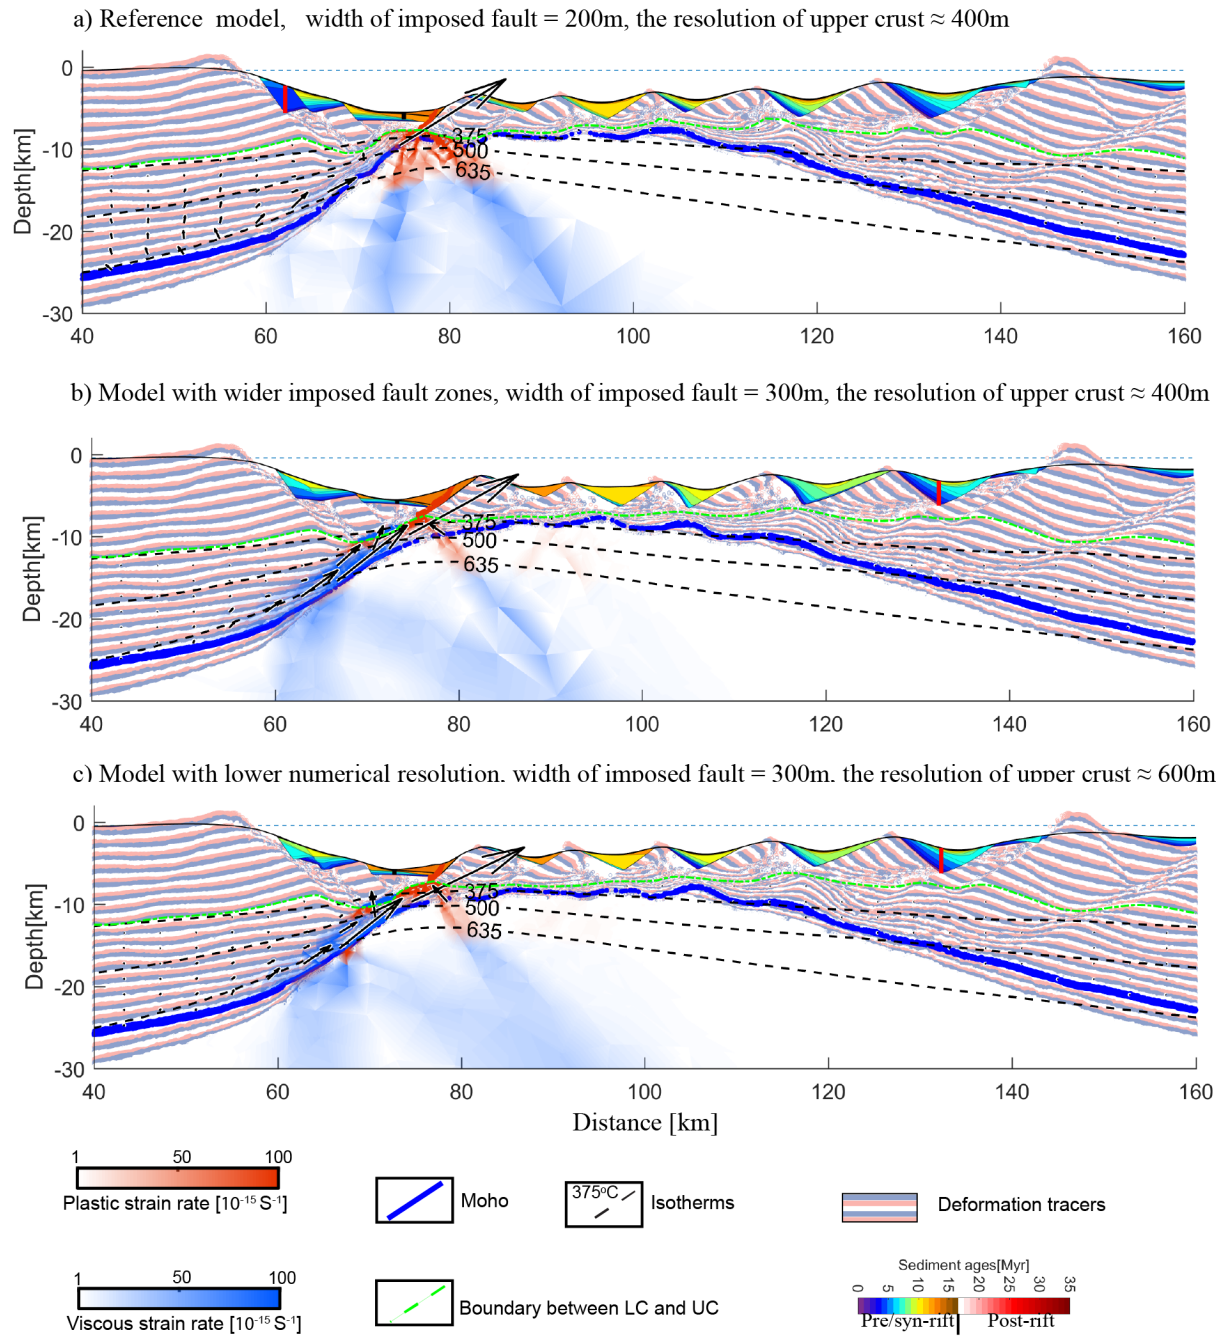 a) Reference model, width of imposed fault = 200m, the resolution of upper crust ≈ 400m
0
-10
-20
-30
Depth[km]
375
500
635
40 60 80 100 120 140 160
b) Model with wider imposed fault zones, width of imposed fault = 300m, the resolution of upper crust ≈ 400m
0
-10
-20
-30
Depth[km]
375
500
635
40 60 80 100 120 140 160
c) Model with lower numerical resolution, width of imposed fault = 300m, the resolution of upper crust ≈ 600m
0
-10
-20
-30
Depth[km]
375
500
635
40 60 80 100 120 140 160
Distance [km]
1 50 100
Plastic strain rate [10⁻¹⁵ S⁻¹]
Moho
375°C
Isotherms
Deformation tracers
1 50 100
Viscous strain rate [10⁻¹⁵ S⁻¹]
Boundary between LC and UC
Sediment ages[Myr]
0 5 10 15 20 25 30 35
Pre/syn-rift Post-rift